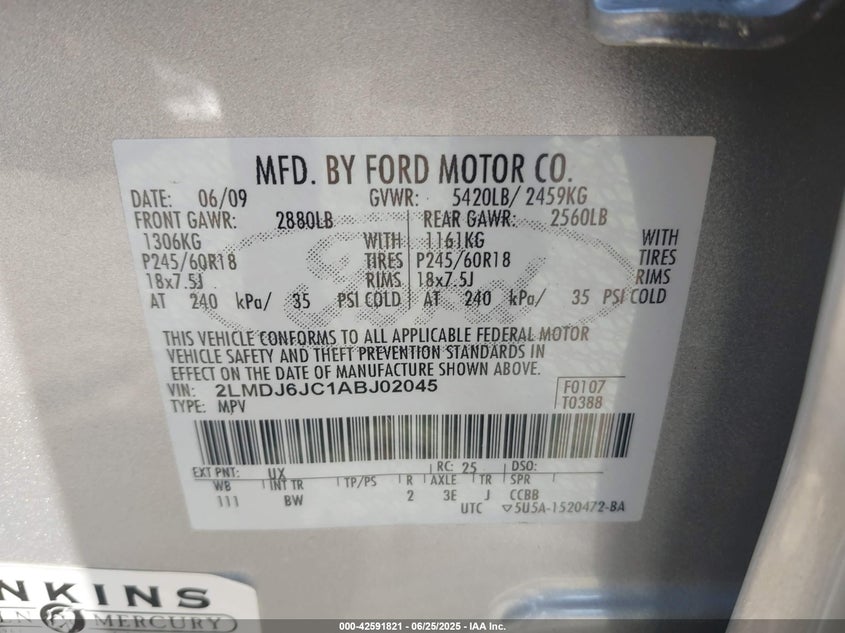 MFD. BY FORD MOTOR CO.
DATE: 06/09 GVWR: 5420LB/ 2459KG
FRONT GAWR: 2880LB REAR GAWR: 2560LB
1306KG WITH 1161KG WITH
P245/60R18 TIRES P245/60R18 TIRES
18x7.5J RIMS 18x7.5J RIMS
AT 240 kPa/ 35 PSI COLD AT 240 kPa/ 35 PSI COLD
THIS VEHICLE CONFORMS TO ALL APPLICABLE FEDERAL MOTOR
VEHICLE SAFETY AND THEFT PREVENTION STANDARDS IN
EFFECT ON THE DATE OF MANUFACTURE SHOWN ABOVE.
VIN: 2LMDJ6JC1ABJ02045 F0107
TYPE: MPV T0388
EXT PNT: UX RC: 25 DSO:
WB INT TR TP/PS R AXLE TR SPR
111 BW 2 3E J CCBB
UTC ▽5U5A-1520472-BA
NKINS
LN MERCURY
000-42591821 - 06/25/2025 - IAA Inc.